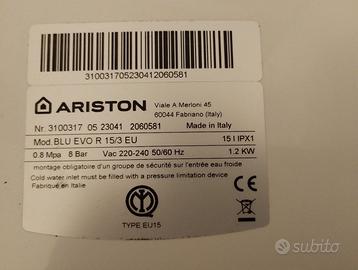 310031705230412060581
ARISTON
Viale A.Merloni 45
60044 Fabriano (Italy)
Nr. 3100317 05 23041 2060581 Made in Italy
Mod.BLU EVO R 15/3 EU 15 l IPX1
0.8 Mpa 8 Bar Vac 220-240 50/60 Hz 1.2 KW
montage obligatoire d'un groupe de sécurité sur l'entrée eau froide
Cold water inlet must be filled with a pressure safety device
Fabriqué en Italie
TYPE EU15
CE
subito